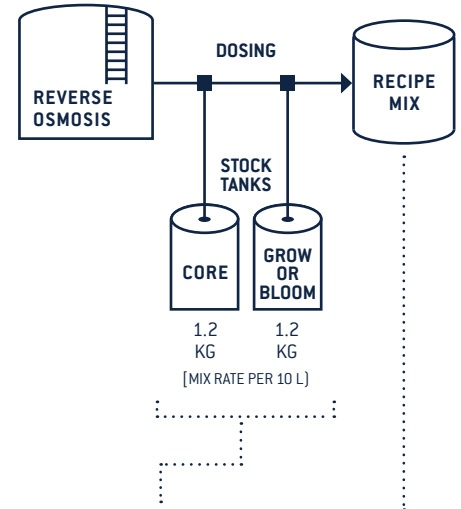 DOSING
REVERSE
OSMOSIS
RECIPE
MIX
STOCK
TANKS
CORE
GROW
OR
BLOOM
1.2
KG
1.2
KG
[MIX RATE PER 10 L]